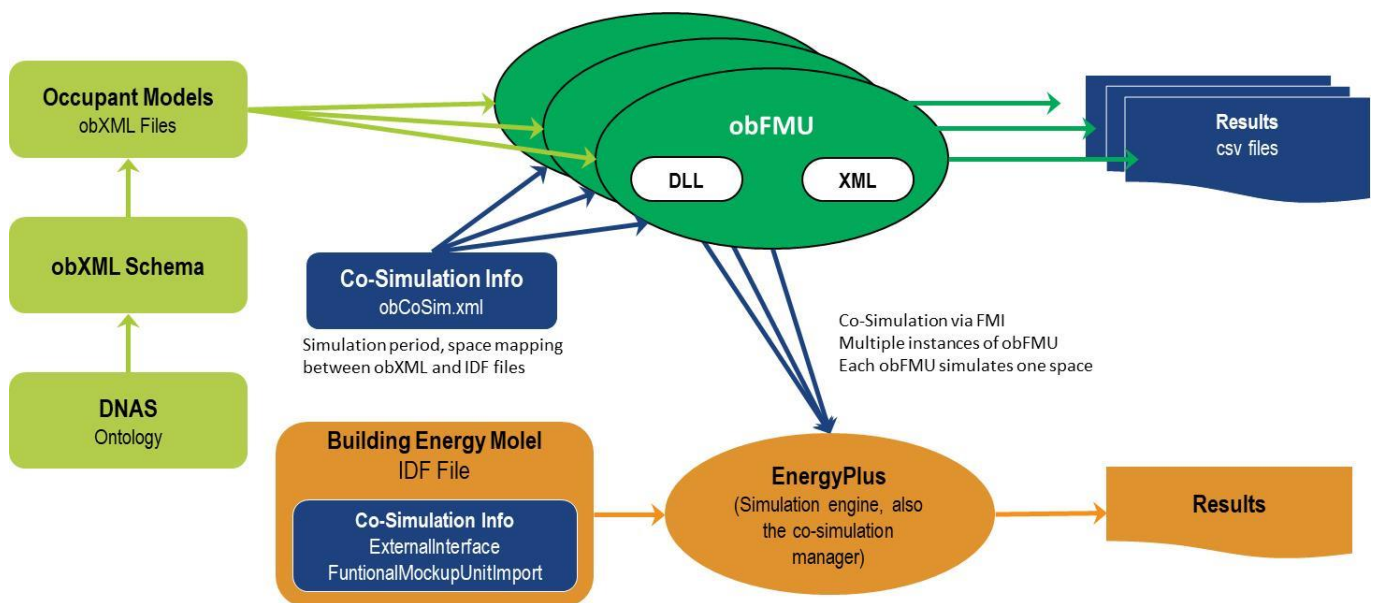 Occupant Models
obXML Files
obXML Schema
DNAS
Ontology
obFMU
DLL
XML
Results
csv files
Co-Simulation Info
obCoSim.xml
Simulation period, space mapping
between obXML and IDF files
Co-Simulation via FMI
Multiple instances of obFMU
Each obFMU simulates one space
Building Energy Molel
IDF File
Co-Simulation Info
ExternalInterface
FuntionalMockupUnitImport
EnergyPlus
(Simulation engine, also
the co-simulation
manager)
Results